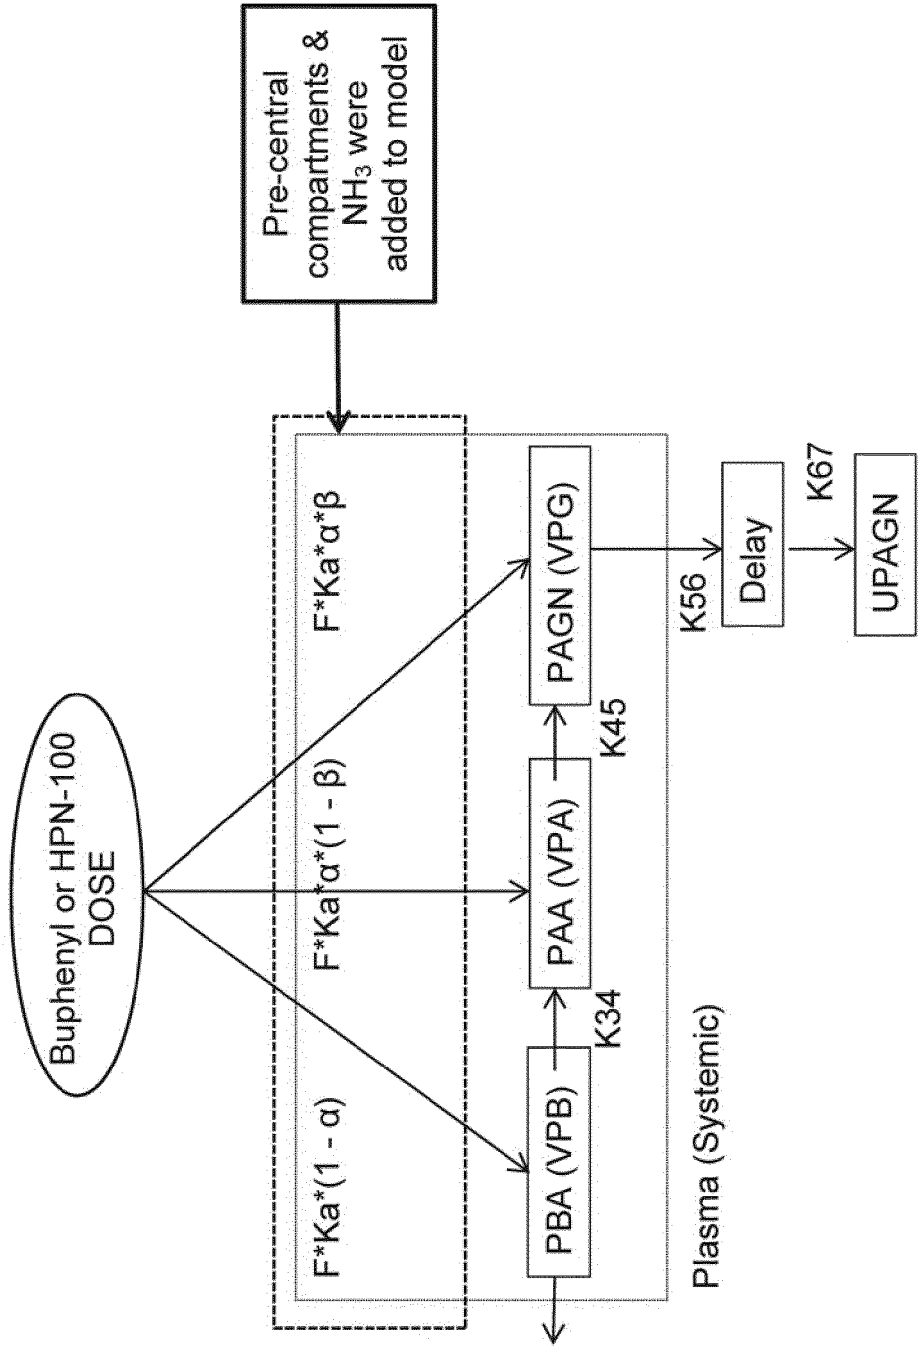 Buphenyl or HPN-100
DOSE
Pre-central
compartments &
NH₃ were
added to model
F*Ka*(1 - α)
F*Ka*α*(1 - β)
F*Ka*α*β
PBA (VPB)
K34
PAA (VPA)
K45
PAGN (VPG)
Plasma (Systemic)
K56
Delay
K67
UPAGN